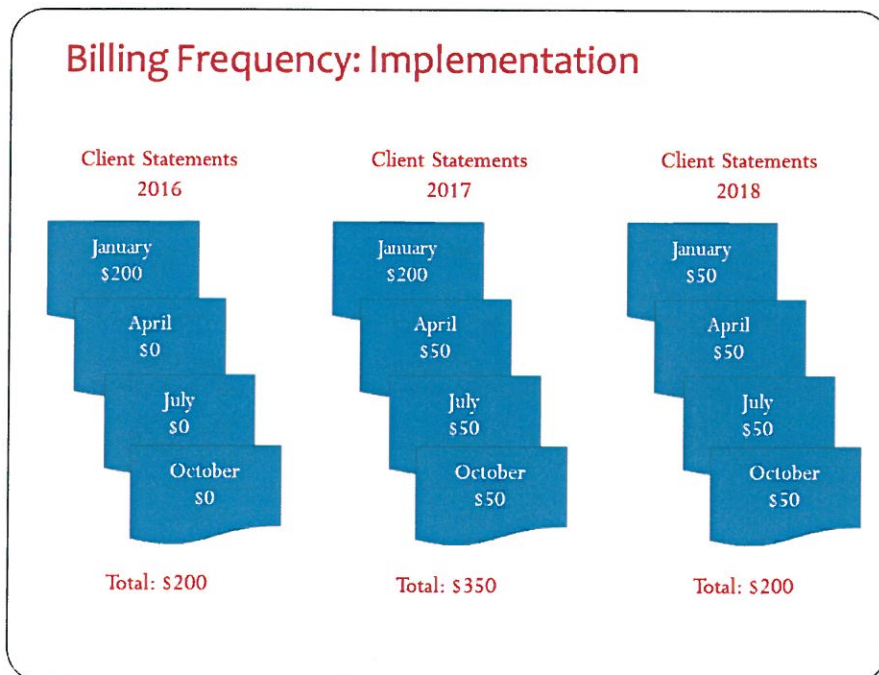 Billing Frequency: Implementation
Client Statements
2016
January
$200
April
$0
July
$0
October
$0
Total: $200
Client Statements
2017
January
$200
April
$50
July
$50
October
$50
Total: $350
Client Statements
2018
January
$50
April
$50
July
$50
October
$50
Total: $200